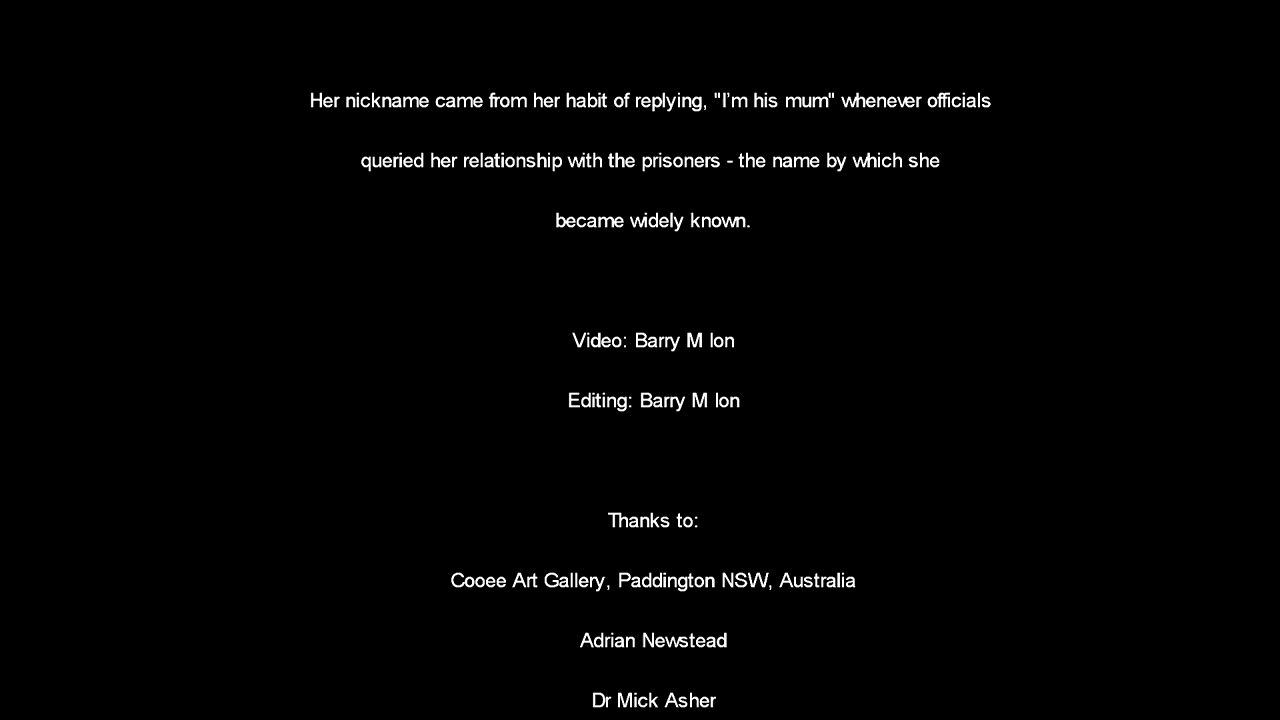 Her nickname came from her habit of replying, "I'm his mum" whenever officials
queried her relationship with the prisoners - the name by which she
became widely known.
Video: Barry M Ion
Editing: Barry M Ion
Thanks to:
Cooee Art Gallery, Paddington NSW, Australia
Adrian Newstead
Dr Mick Asher